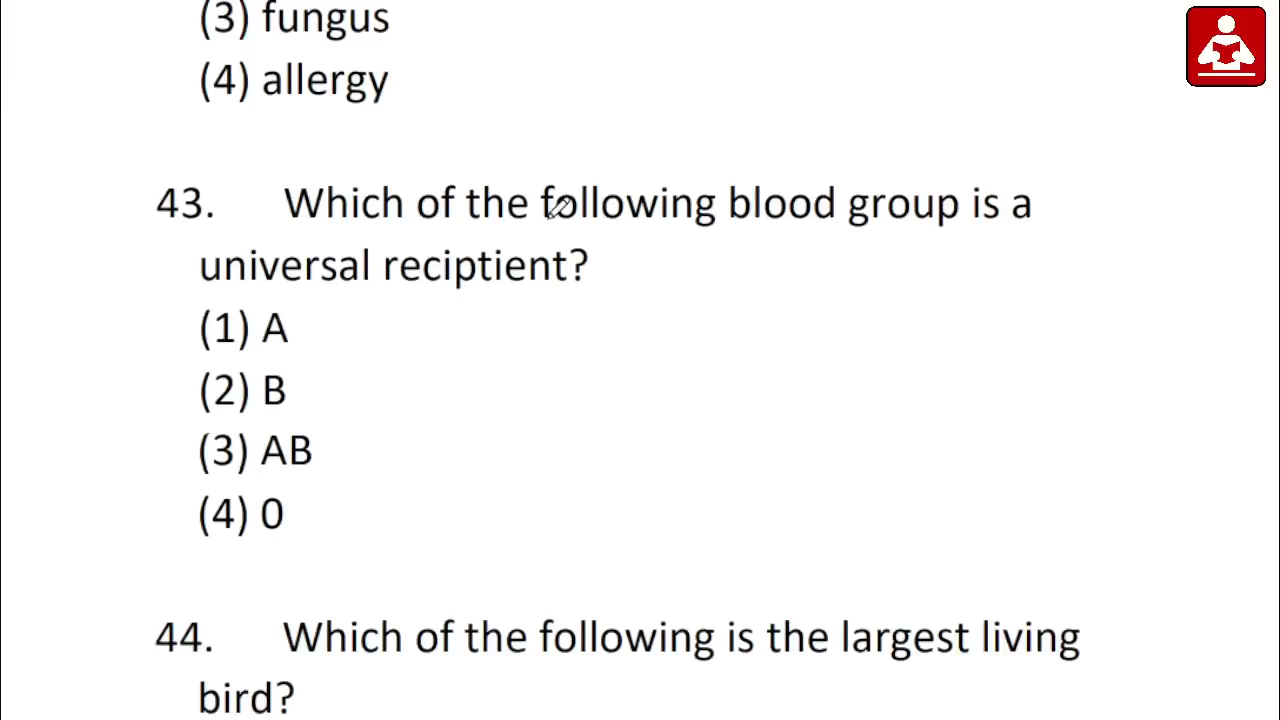 (3) fungus
(4) allergy
43. Which of the following blood group is a
universal reciptient?
(1) A
(2) B
(3) AB
(4) 0
44. Which of the following is the largest living
bird?